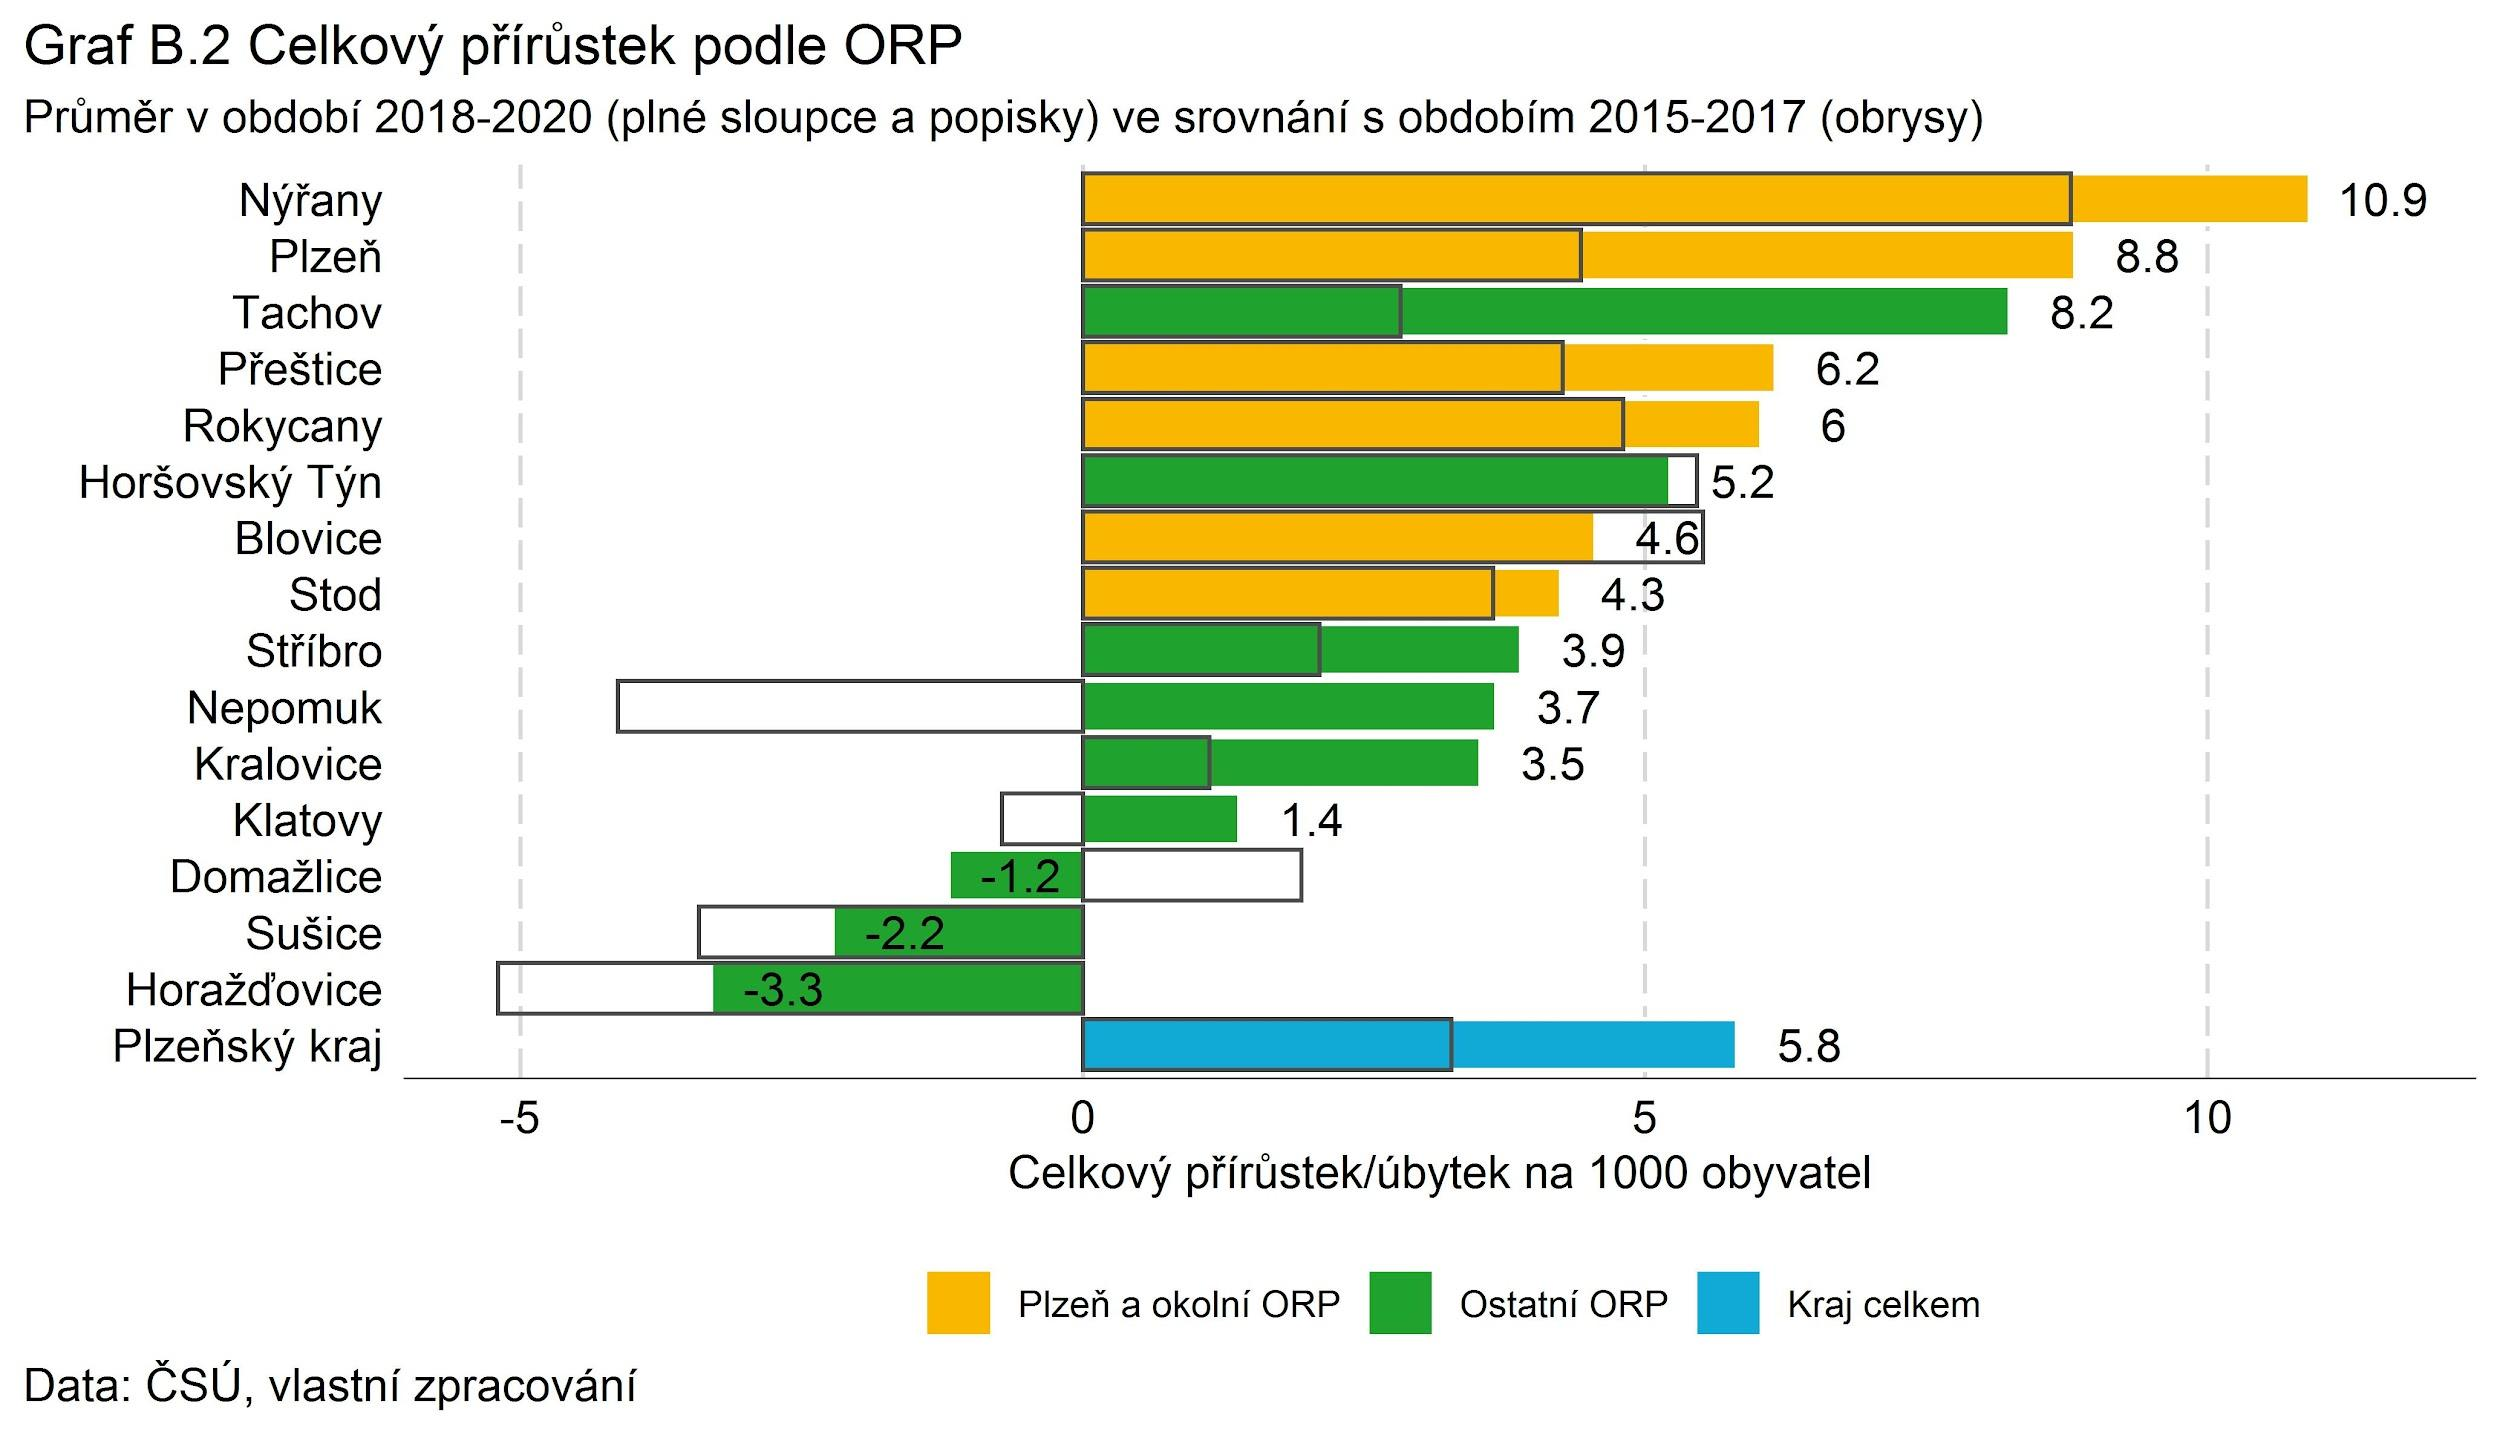 Graf B.2 Celkový přírůstek podle ORP
Průměr v období 2018-2020 (plné sloupce a popisky) ve srovnání s obdobím 2015-2017 (obrysy)
Nýřany 10.9
Plzeň 8.8
Tachov 8.2
Přeštice 6.2
Rokycany 6
Horšovský Týn 5.2
Blovice 4.6
Stod 4.3
Stříbro 3.9
Nepomuk 3.7
Kralovice 3.5
Klatovy 1.4
Domažlice -1.2
Sušice -2.2
Horažďovice -3.3
Plzeňský kraj 5.8
-5 0 5 10
Celkový přírůstek/úbytek na 1000 obyvatel
Plzeň a okolní ORP Ostatní ORP Kraj celkem
Data: ČSÚ, vlastní zpracování